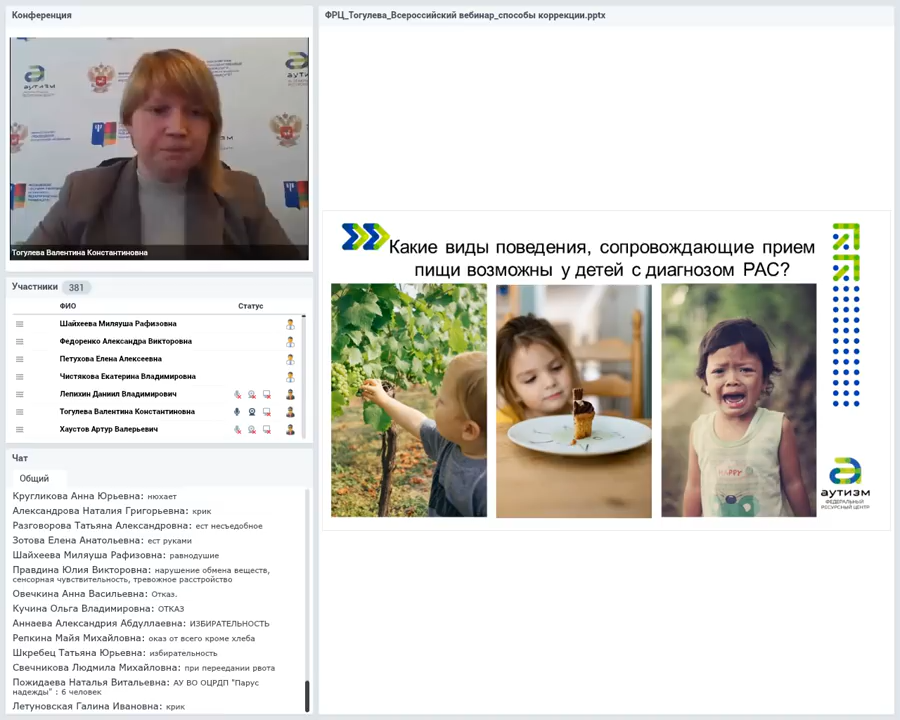 Конференция
аутизм
аутизм
Тогулева Валентина Константиновна
Участники 381
ФИО Статус
Шайхеева Миляуша Рафизовна
Федоренко Александра Викторовна
Петухова Елена Алексеевна
Чистякова Екатерина Владимировна
Лепихин Даниил Владимирович
Тогулева Валентина Константиновна
Хаустов Артур Валерьевич
Чат
Общий
Кругликова Анна Юрьевна: нюхает
Александрова Наталия Григорьевна: крик
Разговорова Татьяна Александровна: ест несъедобное
Зотова Елена Анатольевна: ест руками
Шайхеева Миляуша Рафизовна: равнодушие
Правдина Юлия Викторовна: нарушение обмена веществ,
сенсорная чувствительность, тревожное расстройство
Овечкина Анна Васильевна: Отказ.
Кучина Ольга Владимировна: ОТКАЗ
Аннаева Александрия Абдуллаевна: ИЗБИРАТЕЛЬНОСТЬ
Репкина Майя Михайловна: оказ от всего кроме хлеба
Шкребец Татьяна Юрьевна: избирательность
Свечникова Людмила Михайловна: при переедании рвота
Пожидаева Наталья Витальевна: АУ ВО ОЦРДП "Парус
надежды" : 6 человек
Летуновская Галина Ивановна: крик
ФРЦ_Тогулева_Всероссийский вебинар_способы коррекции.pptx
Какие виды поведения, сопровождающие прием
пищи возможны у детей с диагнозом РАС?
HAPPY
аутизм
ФЕДЕРАЛЬНЫЙ
РЕСУРСНЫЙ ЦЕНТР